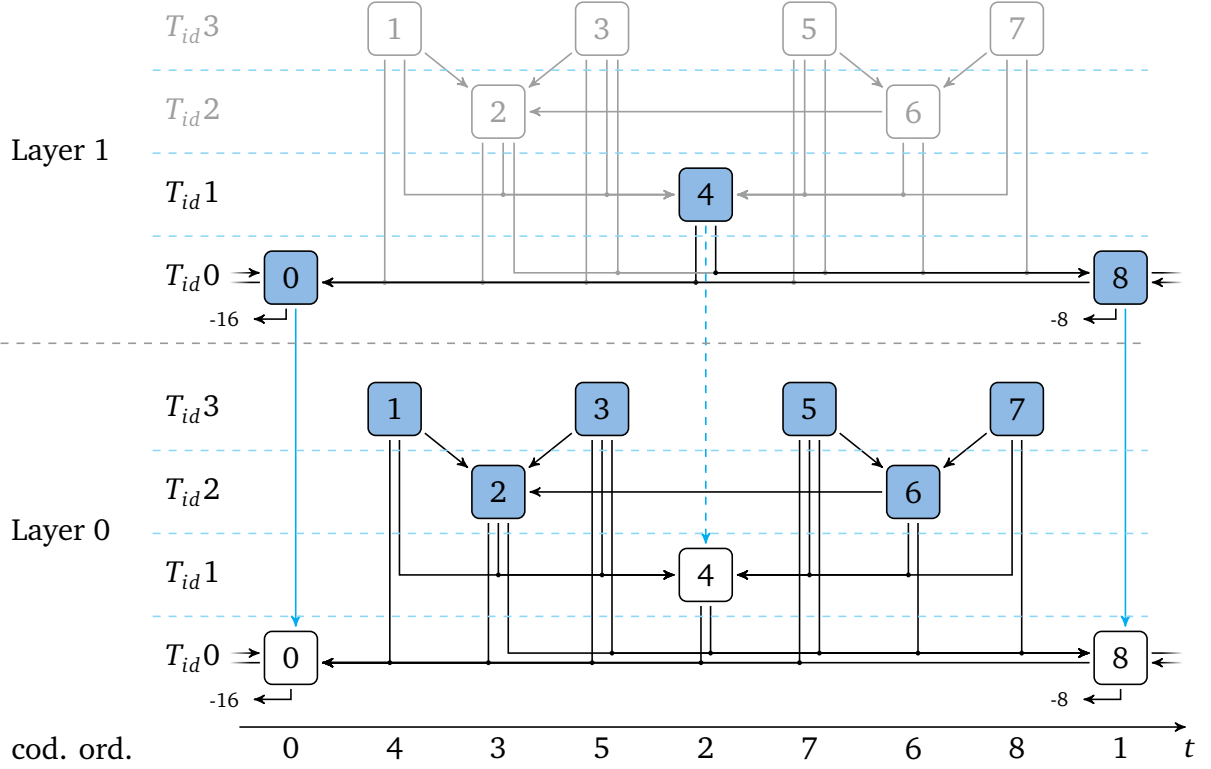 T_id3 1 3 5 7
T_id2 2 6
Layer 1
T_id1 4
T_id0 0 8
-16 -8
T_id3 1 3 5 7
T_id2 2 6
Layer 0
T_id1 4
T_id0 0 8
-16 -8
cod. ord. 0 4 3 5 2 7 6 8 1 t